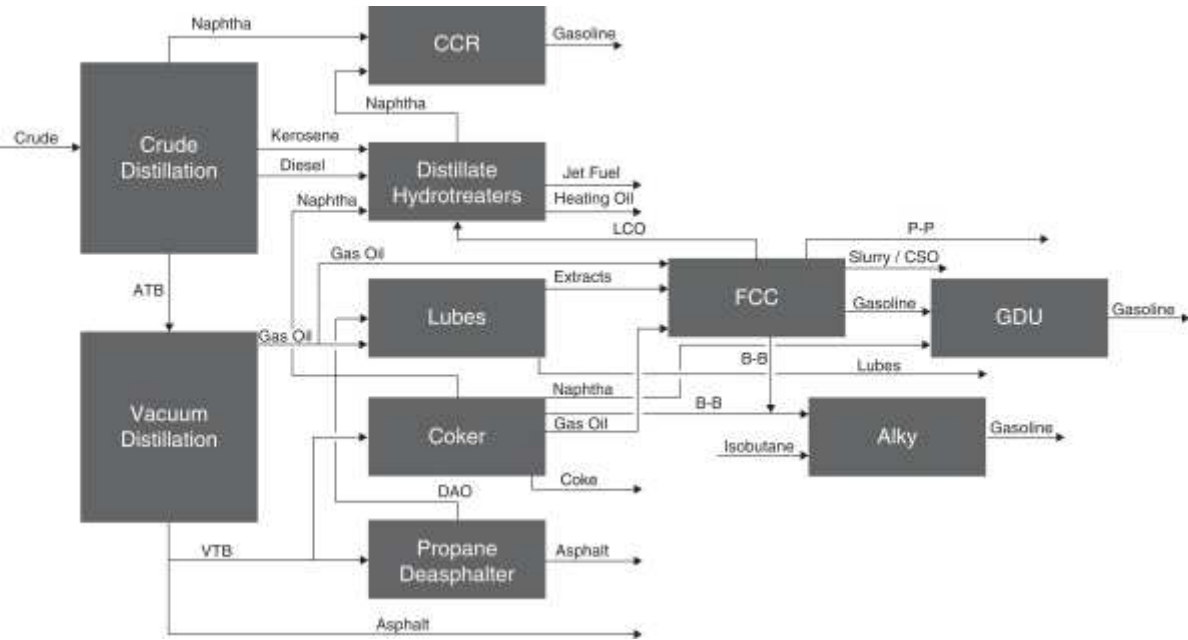 Naphtha
CCR
Gasoline
Naphtha
Crude
Crude
Distillation
Kerosene
Diesel
Naphtha
Distillate
Hydrotreaters
Jet Fuel
Heating Oil
LCO
P-P
Gas Oil
Slurry / CSO
ATB
Extracts
FCC
Gasoline
Lubes
GDU
Gasoline
Gas Oil
B-B
Lubes
Naphtha
B-B
Vacuum
Distillation
Coker
Gas Oil
Alky
Gasoline
Isobutane
Coke
DAO
VTB
Propane
Deasphalter
Asphalt
Asphalt